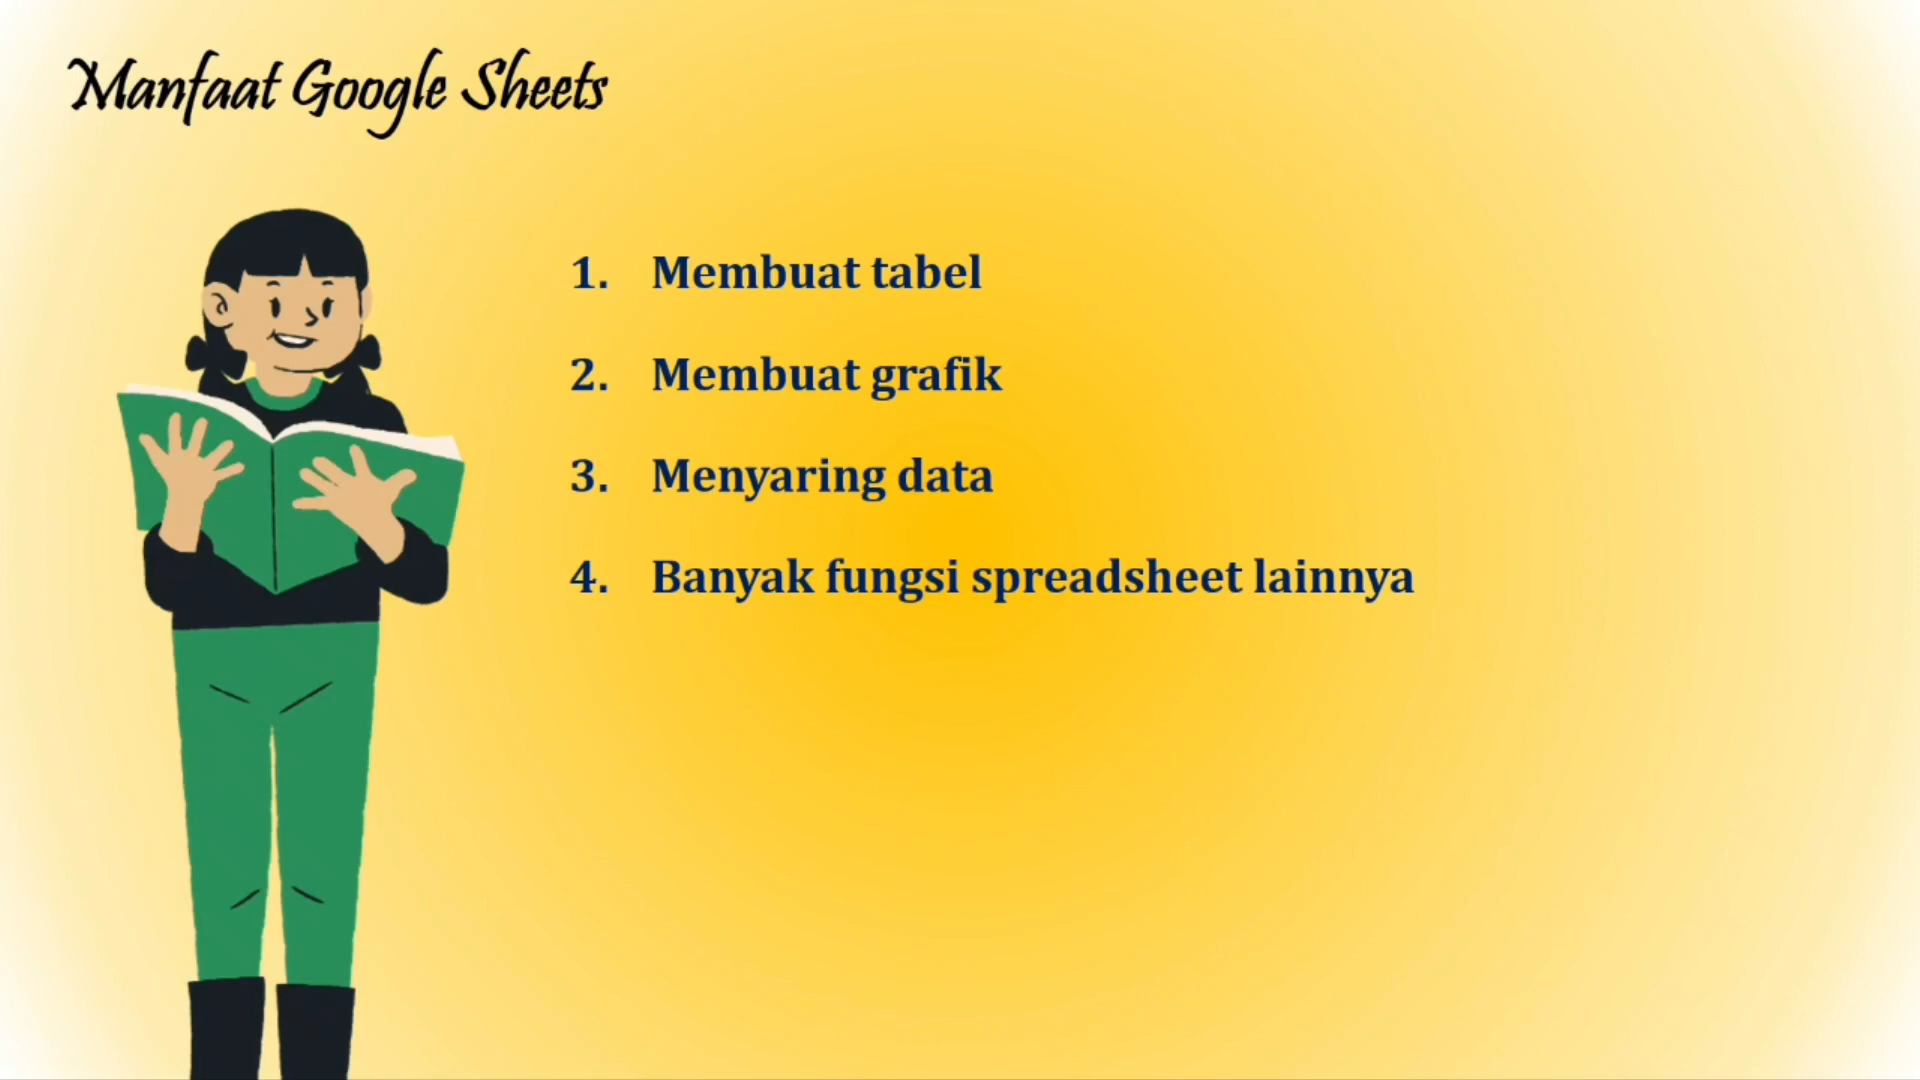 Manfaat Google Sheets
1. Membuat tabel
2. Membuat grafik
3. Menyaring data
4. Banyak fungsi spreadsheet lainnya